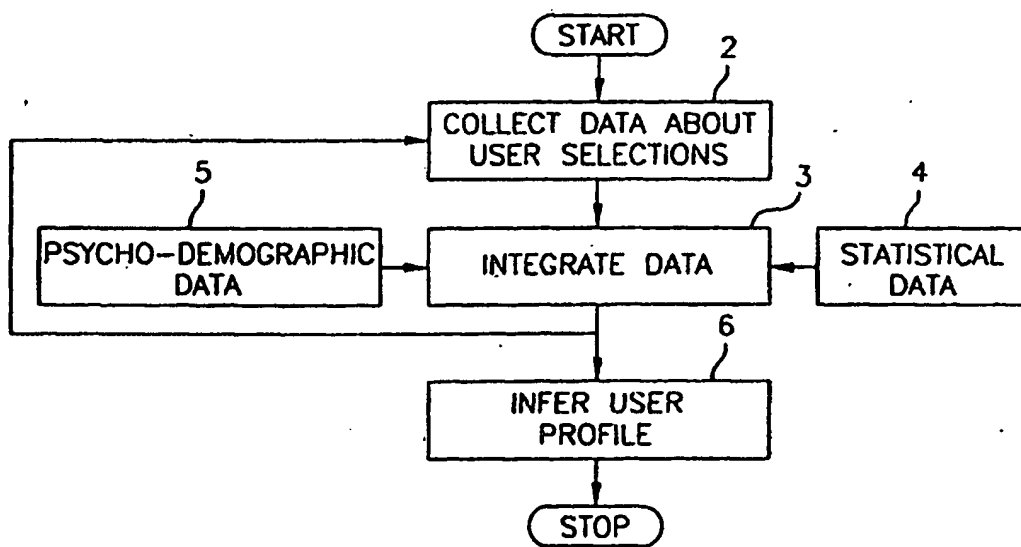 START
2
COLLECT DATA ABOUT
USER SELECTIONS
5
3
4
PSYCHO-DEMOGRAPHIC
DATA
INTEGRATE DATA
STATISTICAL
DATA
6
INFER USER
PROFILE
STOP